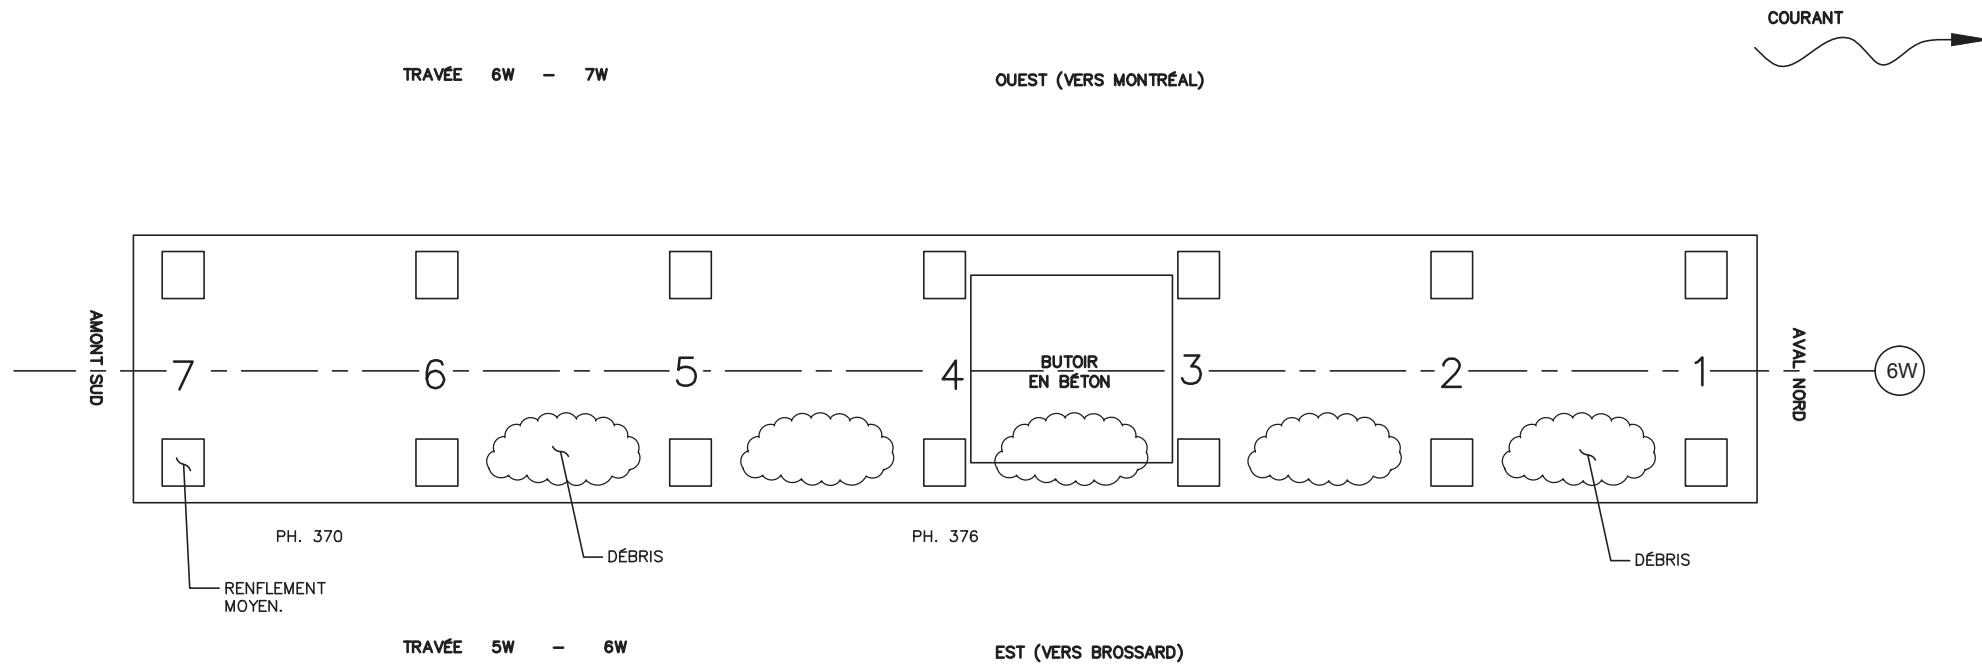 COURANT
TRAVÉE 6W - 7W
OUEST (VERS MONTRÉAL)
AMONT SUD
7
6
5
4
BUTOIR
EN BÉTON
3
2
1
AVAL NORD
6W
PH. 370
PH. 376
DÉBRIS
DÉBRIS
RENFLEMENT
MOYEN.
TRAVÉE 5W - 6W
EST (VERS BROSSARD)